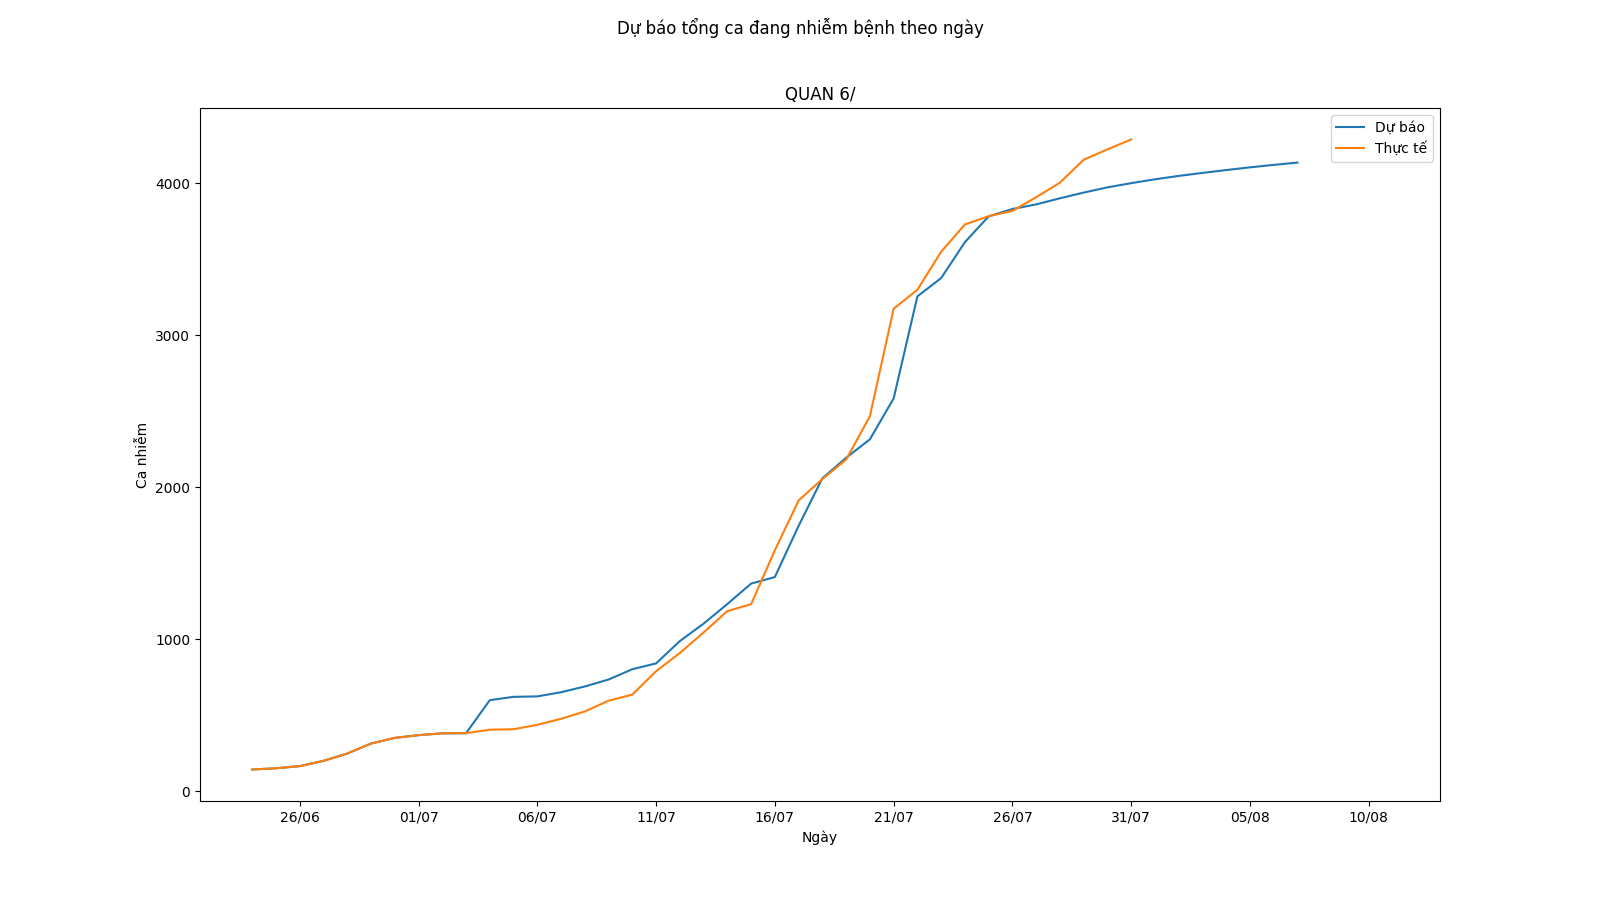 Dự báo tổng ca đang nhiễm bệnh theo ngày
QUAN 6/
Dự báo
Thực tế
4000
3000
2000
1000
0
Ca nhiễm
26/06
01/07
06/07
11/07
16/07
21/07
26/07
31/07
05/08
10/08
Ngày